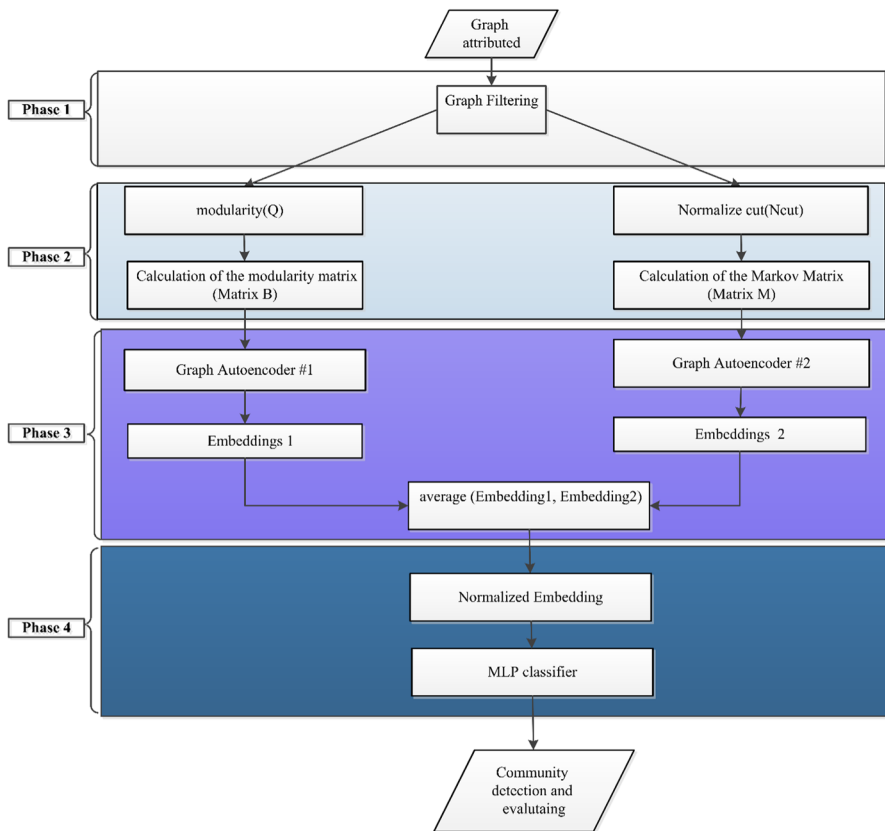 Graph
attributed
Phase 1
Graph Filtering
modularity(Q)
Normalize cut(Ncut)
Phase 2
Calculation of the modularity matrix
(Matrix B)
Calculation of the Markov Matrix
(Matrix M)
Graph Autoencoder #1
Graph Autoencoder #2
Phase 3
Embeddings 1
Embeddings 2
average (Embedding1, Embedding2)
Normalized Embedding
Phase 4
MLP classifier
Community
detection and
evalutaing